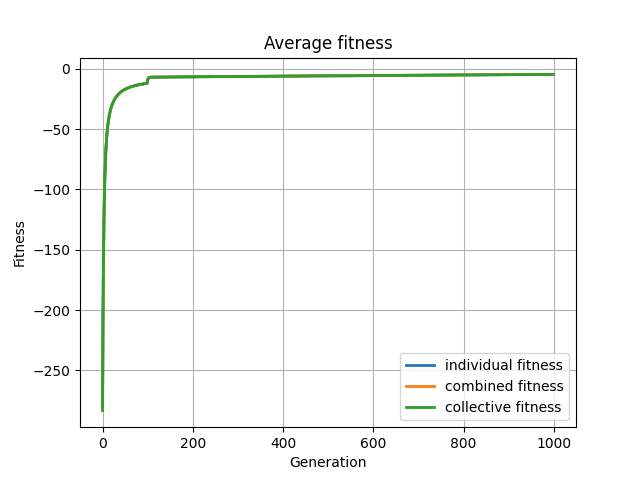 Average fitness
Fitness
0
−50
−100
−150
−200
−250
individual fitness
combined fitness
collective fitness
0 200 400 600 800 1000
Generation